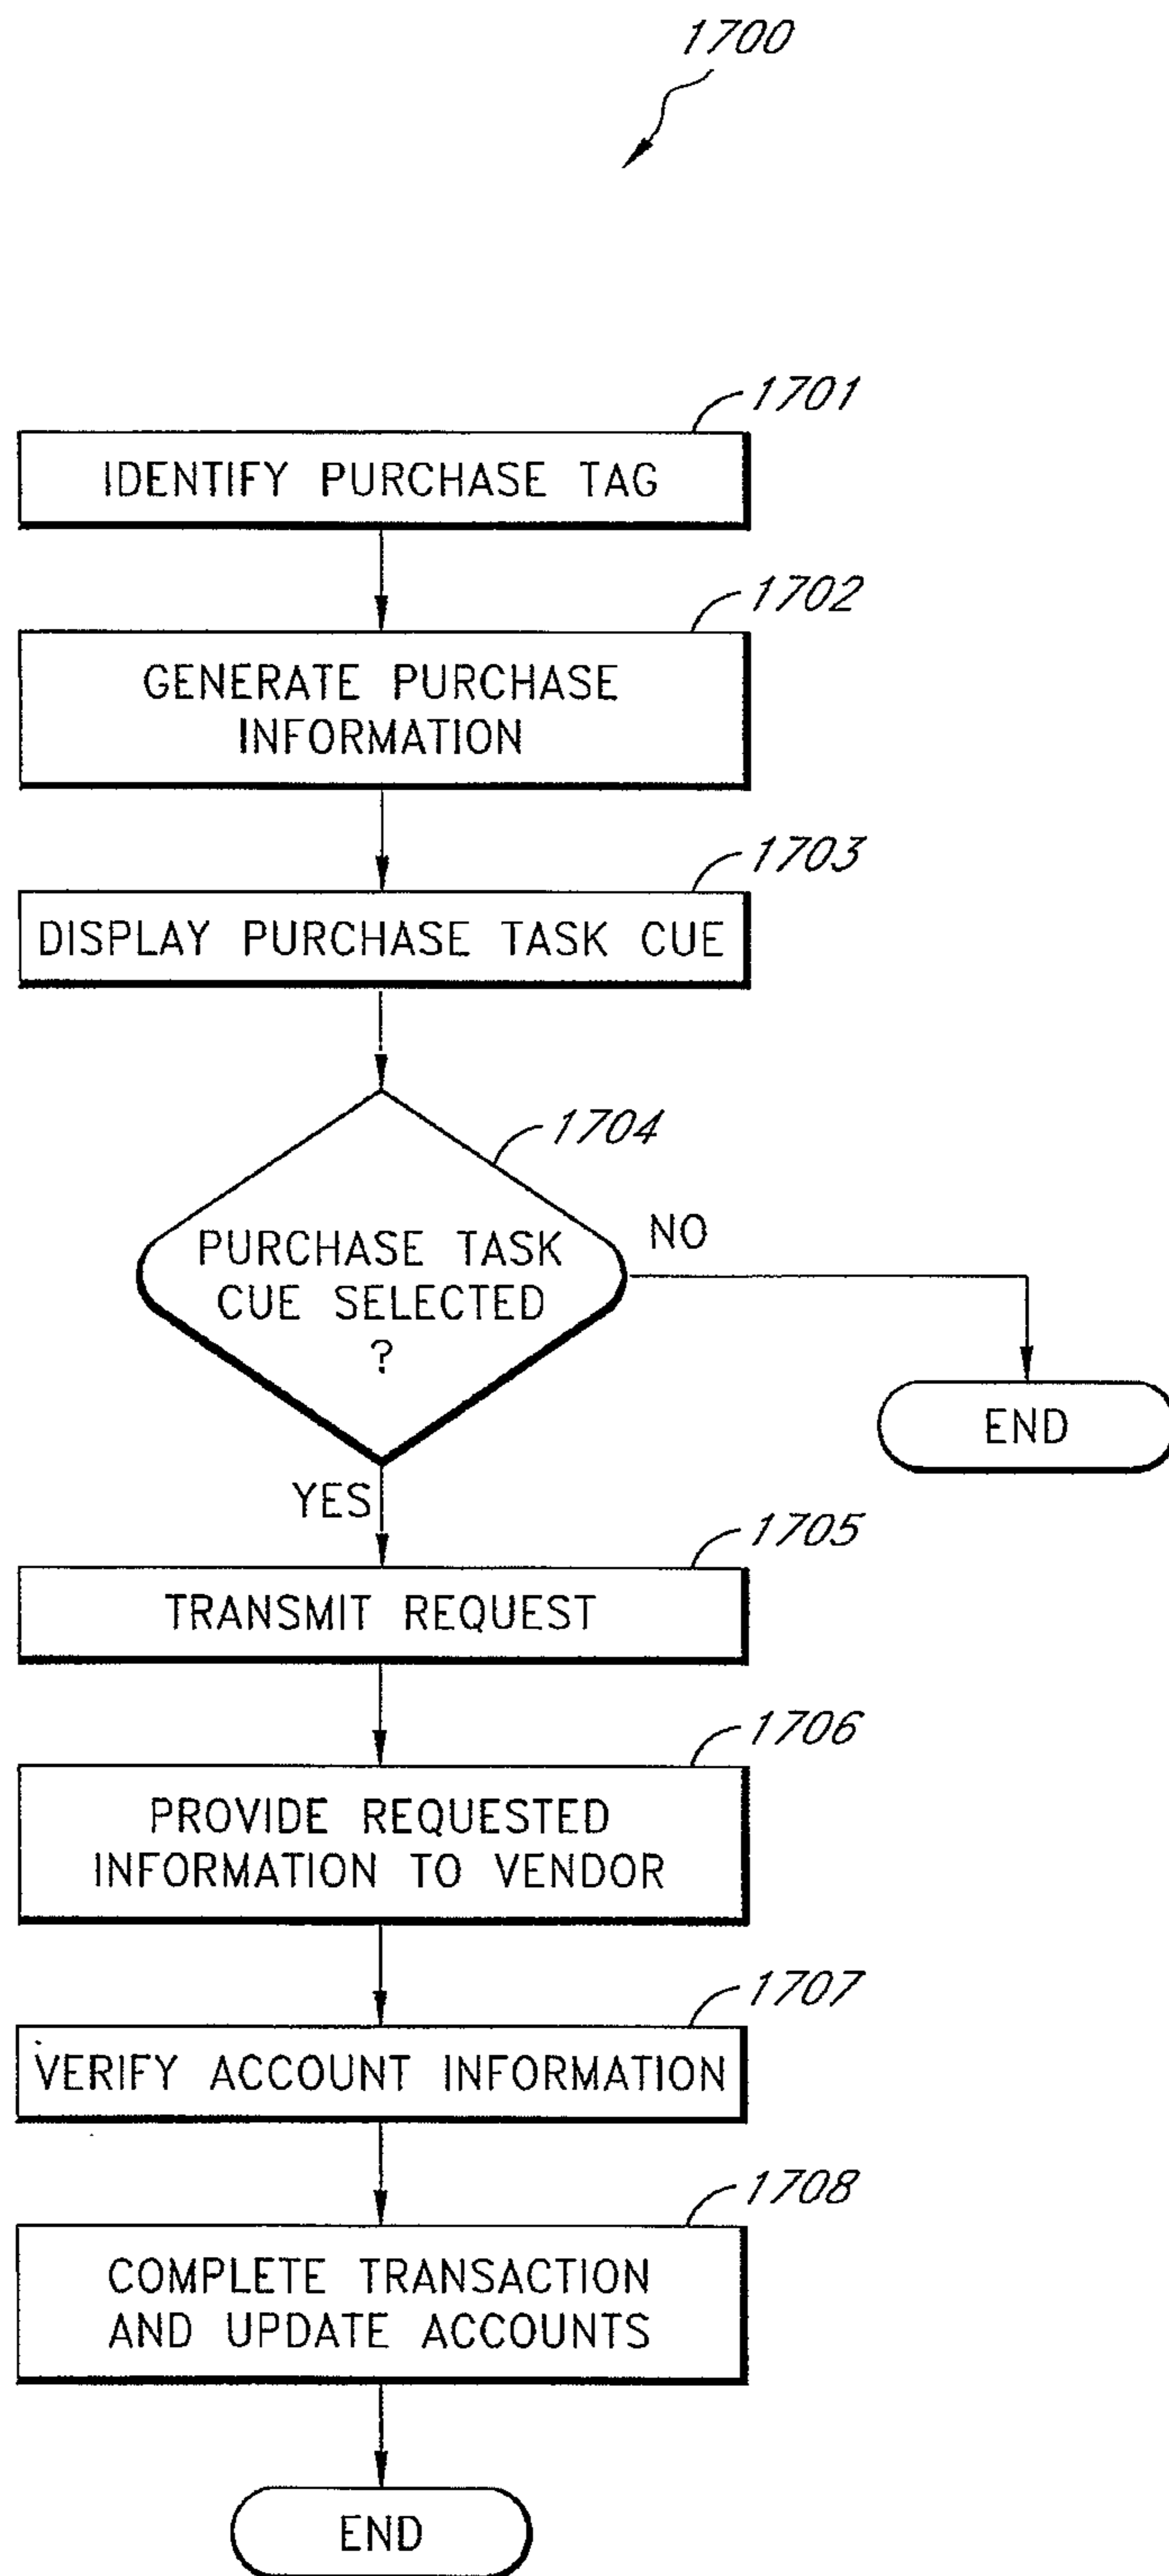 1700
1701
IDENTIFY PURCHASE TAG
1702
GENERATE PURCHASE
INFORMATION
1703
DISPLAY PURCHASE TASK CUE
1704
PURCHASE TASK
CUE SELECTED
?
NO
END
YES
1705
TRANSMIT REQUEST
1706
PROVIDE REQUESTED
INFORMATION TO VENDOR
1707
VERIFY ACCOUNT INFORMATION
1708
COMPLETE TRANSACTION
AND UPDATE ACCOUNTS
END